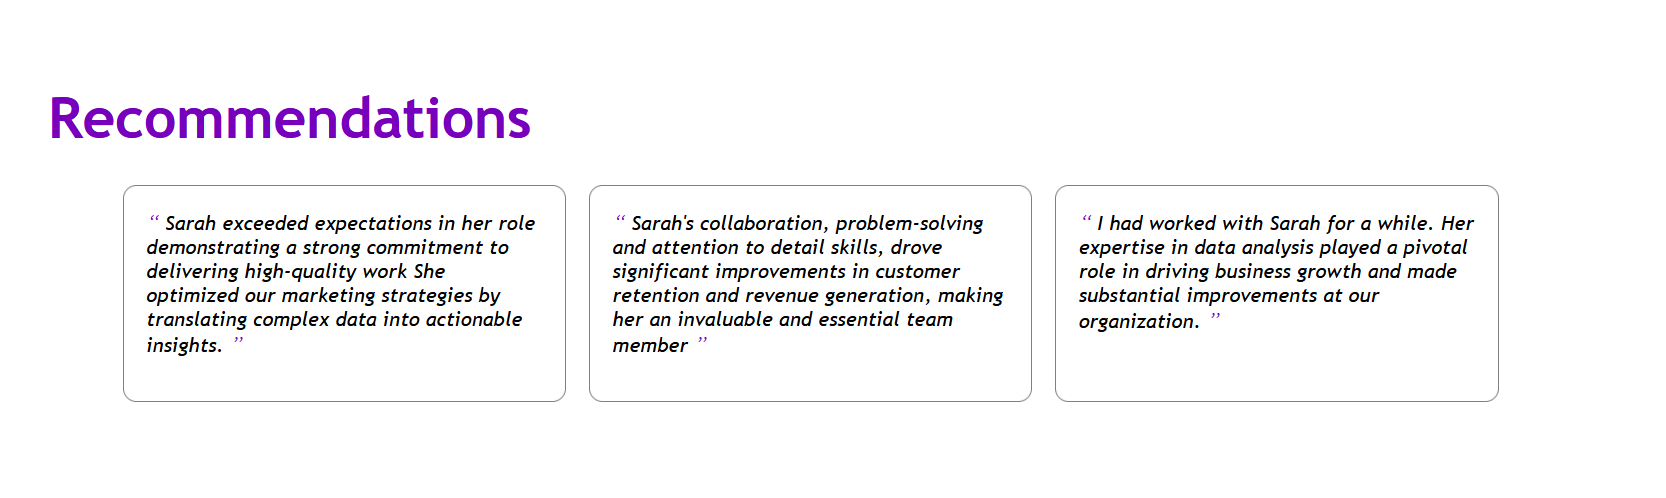 Recommendations
“ Sarah exceeded expectations in her role
demonstrating a strong commitment to
delivering high-quality work She
optimized our marketing strategies by
translating complex data into actionable
insights. ”
“ Sarah's collaboration, problem-solving
and attention to detail skills, drove
significant improvements in customer
retention and revenue generation, making
her an invaluable and essential team
member ”
“ I had worked with Sarah for a while. Her
expertise in data analysis played a pivotal
role in driving business growth and made
substantial improvements at our
organization. ”